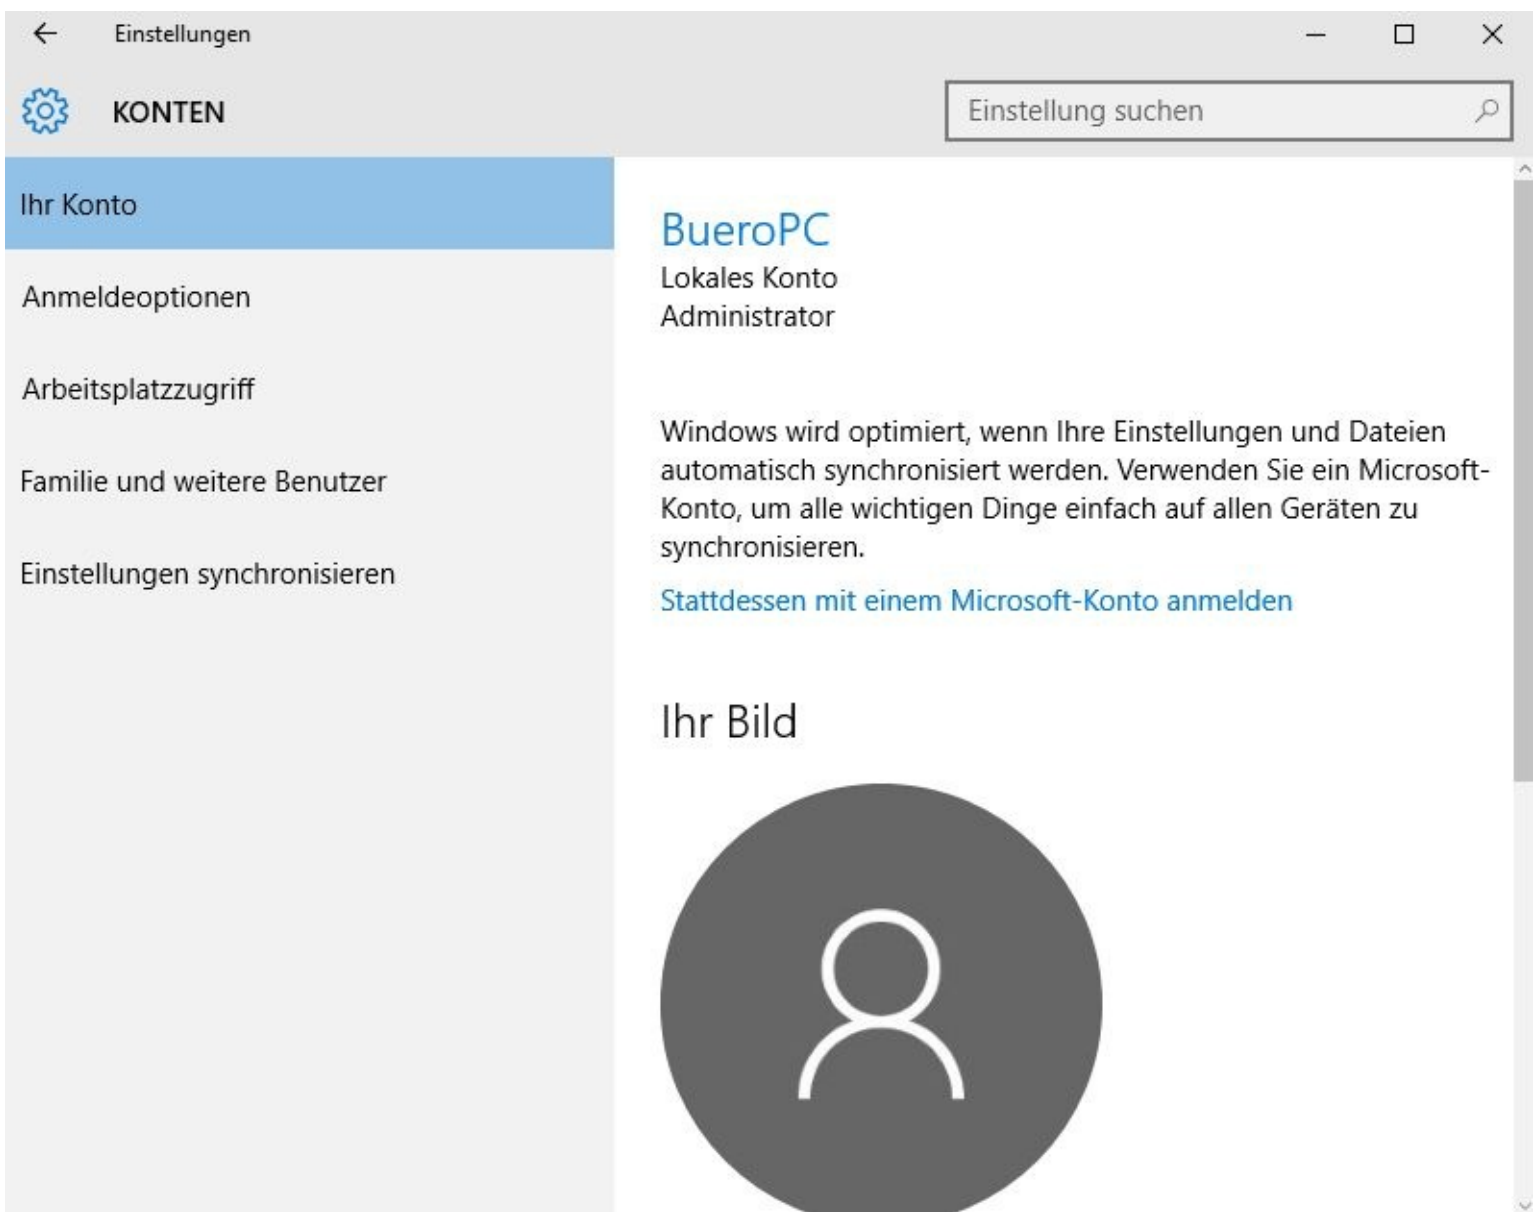 Einstellungen
KONTEN
Einstellung suchen
Ihr Konto
Anmeldeoptionen
Arbeitsplatzzugriff
Familie und weitere Benutzer
Einstellungen synchronisieren
BueroPC
Lokales Konto
Administrator
Windows wird optimiert, wenn Ihre Einstellungen und Dateien
automatisch synchronisiert werden. Verwenden Sie ein Microsoft-
Konto, um alle wichtigen Dinge einfach auf allen Geräten zu
synchronisieren.
Stattdessen mit einem Microsoft-Konto anmelden
Ihr Bild